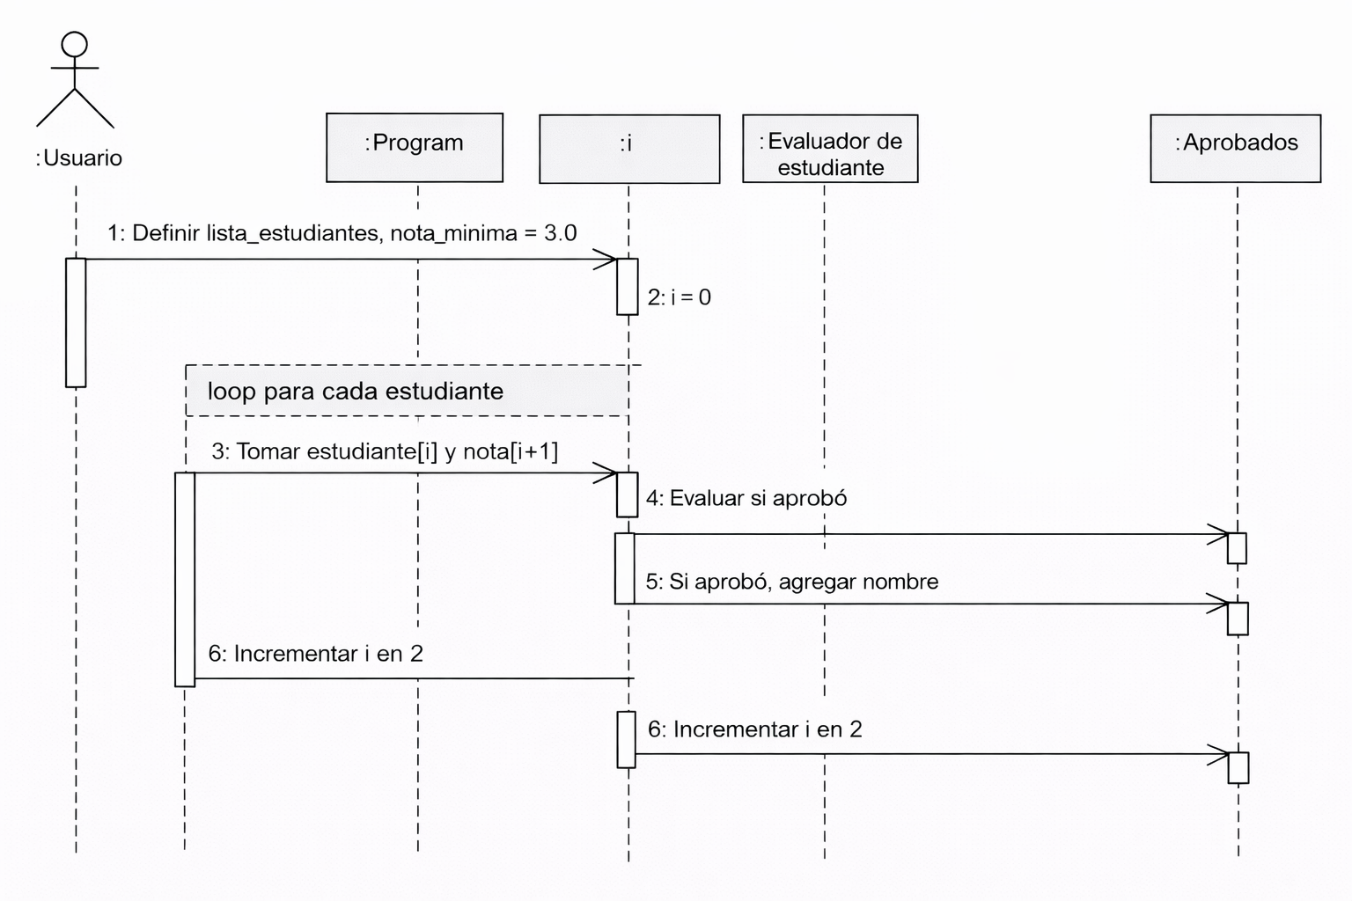 :Usuario
:Program
:i
:Evaluador de
estudiante
:Aprobados
1: Definir lista_estudiantes, nota_minima = 3.0
2: i = 0
loop para cada estudiante
3: Tomar estudiante[i] y nota[i+1]
4: Evaluar si aprobó
5: Si aprobó, agregar nombre
6: Incrementar i en 2
6: Incrementar i en 2